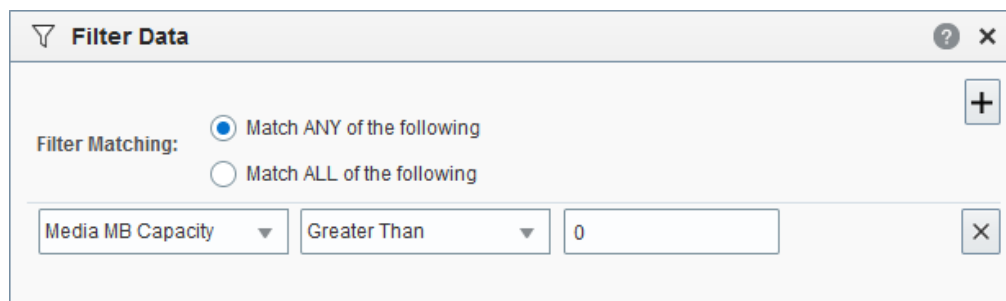 Filter Data
Filter Matching:
Match ANY of the following
Match ALL of the following
Media MB Capacity Greater Than 0